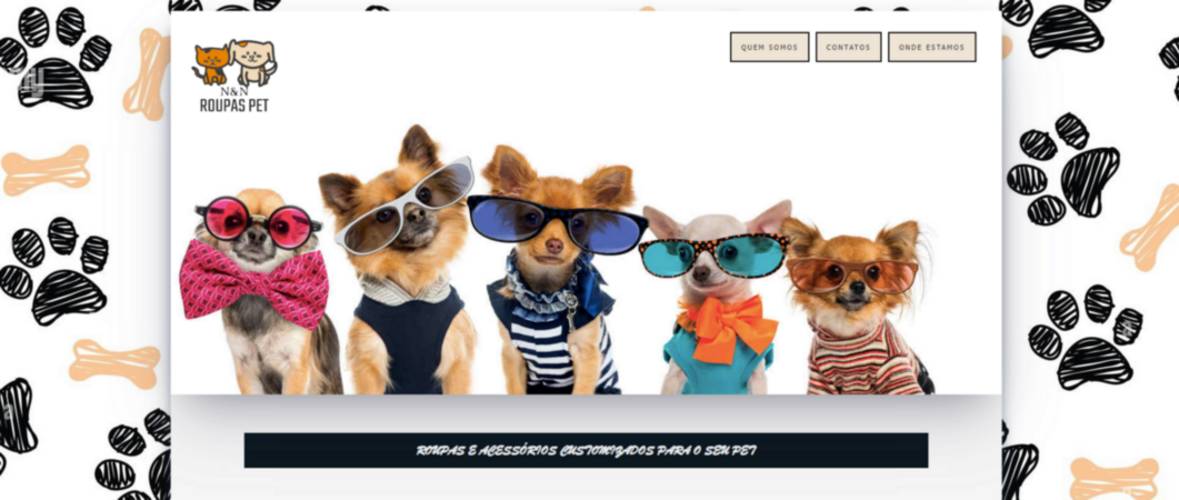 QUEM SOMOS
CONTATOS
ONDE ESTAMOS
N&N
ROUPAS PET
ROUPAS E ACESSÓRIOS CUSTOMIZADOS PARA O SEU PET